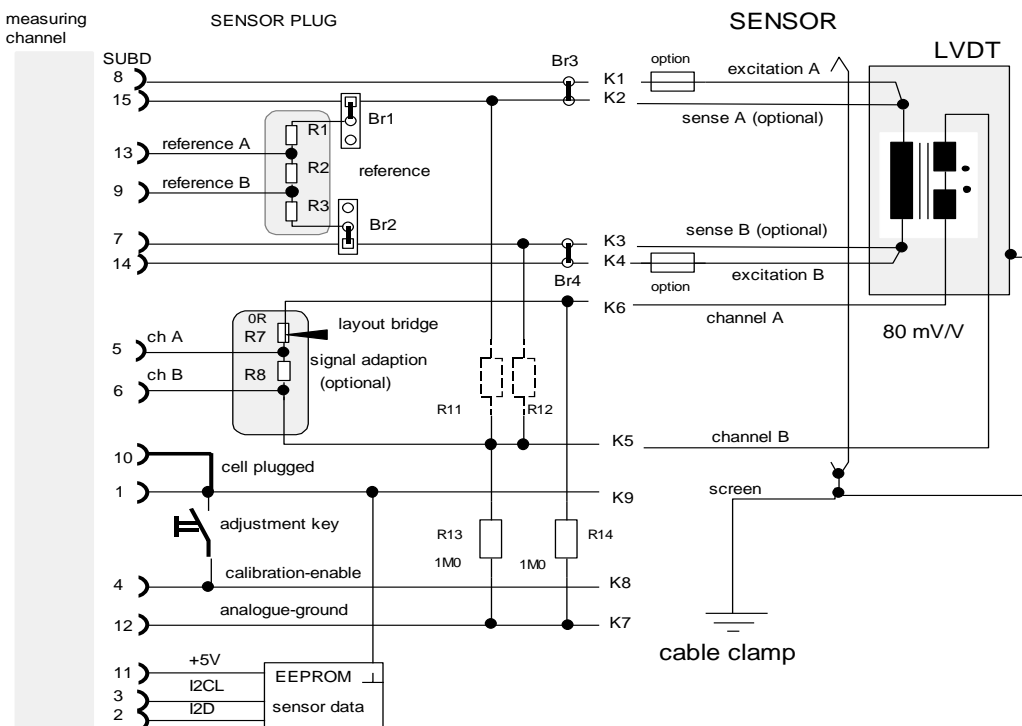 measuring
channel
SENSOR PLUG
SENSOR
LVDT
SUBD
8
15
13
9
7
14
5
6
10
1
4
12
11
3
2
Br3
option
K1
excitation A
K2
sense A (optional)
Br1
R1
reference A
R2
reference
reference B
R3
Br2
K3
sense B (optional)
K4
excitation B
Br4
option
K6
channel A
80 mV/V
0R
R7
layout bridge
ch A
signal adaption
(optional)
R8
ch B
R11
R12
K5
channel B
cell plugged
K9
screen
adjustment key
R13
R14
1M0
1M0
calibration-enable
K8
analogue-ground
K7
cable clamp
+5V
EEPROM
I2CL
sensor data
I2D